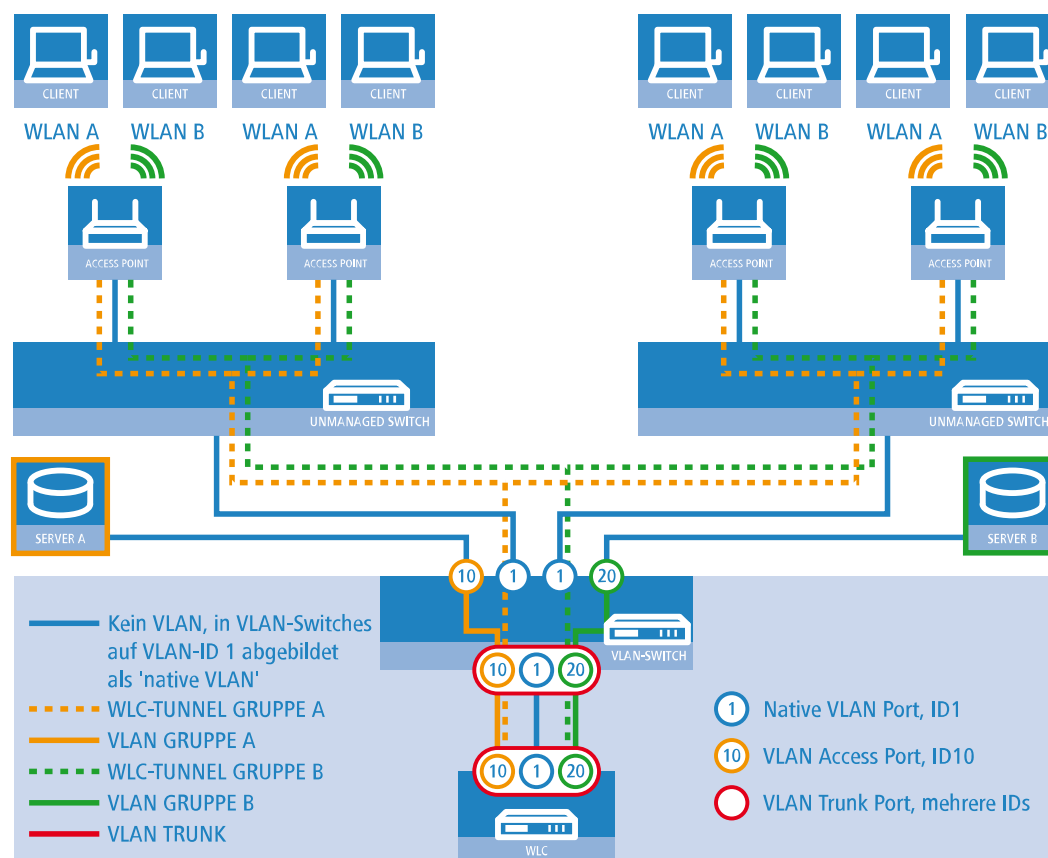 CLIENT CLIENT CLIENT CLIENT CLIENT CLIENT CLIENT CLIENT
WLAN A WLAN B WLAN A WLAN B WLAN A WLAN B WLAN A WLAN B
ACCESS POINT ACCESS POINT ACCESS POINT ACCESS POINT
UNMANAGED SWITCH UNMANAGED SWITCH
SERVER A SERVER B
10 1 1 20
VLAN-SWITCH
10 1 20
10 1 20
WLC
Kein VLAN, in VLAN-Switches
auf VLAN-ID 1 abgebildet
als 'native VLAN'
WLC-TUNNEL GRUPPE A
VLAN GRUPPE A
WLC-TUNNEL GRUPPE B
VLAN GRUPPE B
VLAN TRUNK
1 Native VLAN Port, ID1
10 VLAN Access Port, ID10
VLAN Trunk Port, mehrere IDs